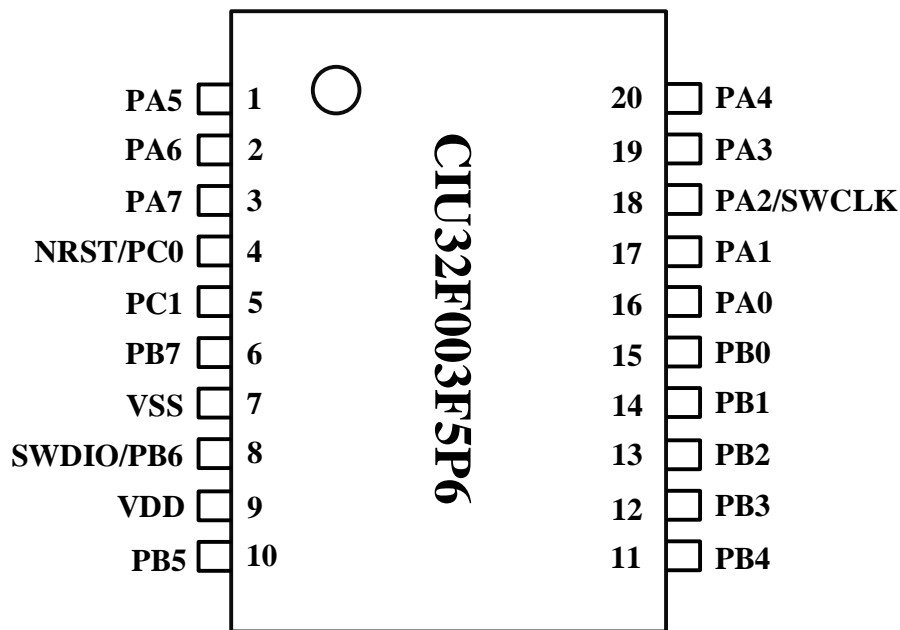 PA5 1 20 PA4
PA6 2 19 PA3
PA7 3 18 PA2/SWCLK
NRST/PC0 4 17 PA1
PC1 5 16 PA0
PB7 6 15 PB0
VSS 7 14 PB1
SWDIO/PB6 8 13 PB2
VDD 9 12 PB3
PB5 10 11 PB4
CIU32F003F5P6